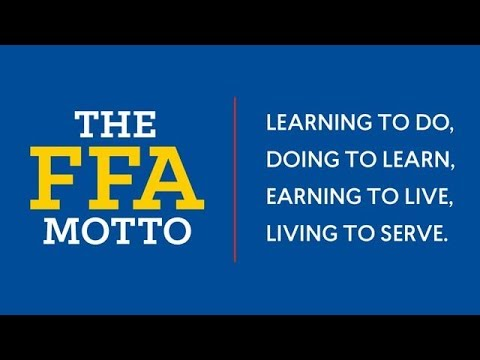 THE
FFA
MOTTO
LEARNING TO DO,
DOING TO LEARN,
EARNING TO LIVE,
LIVING TO SERVE.